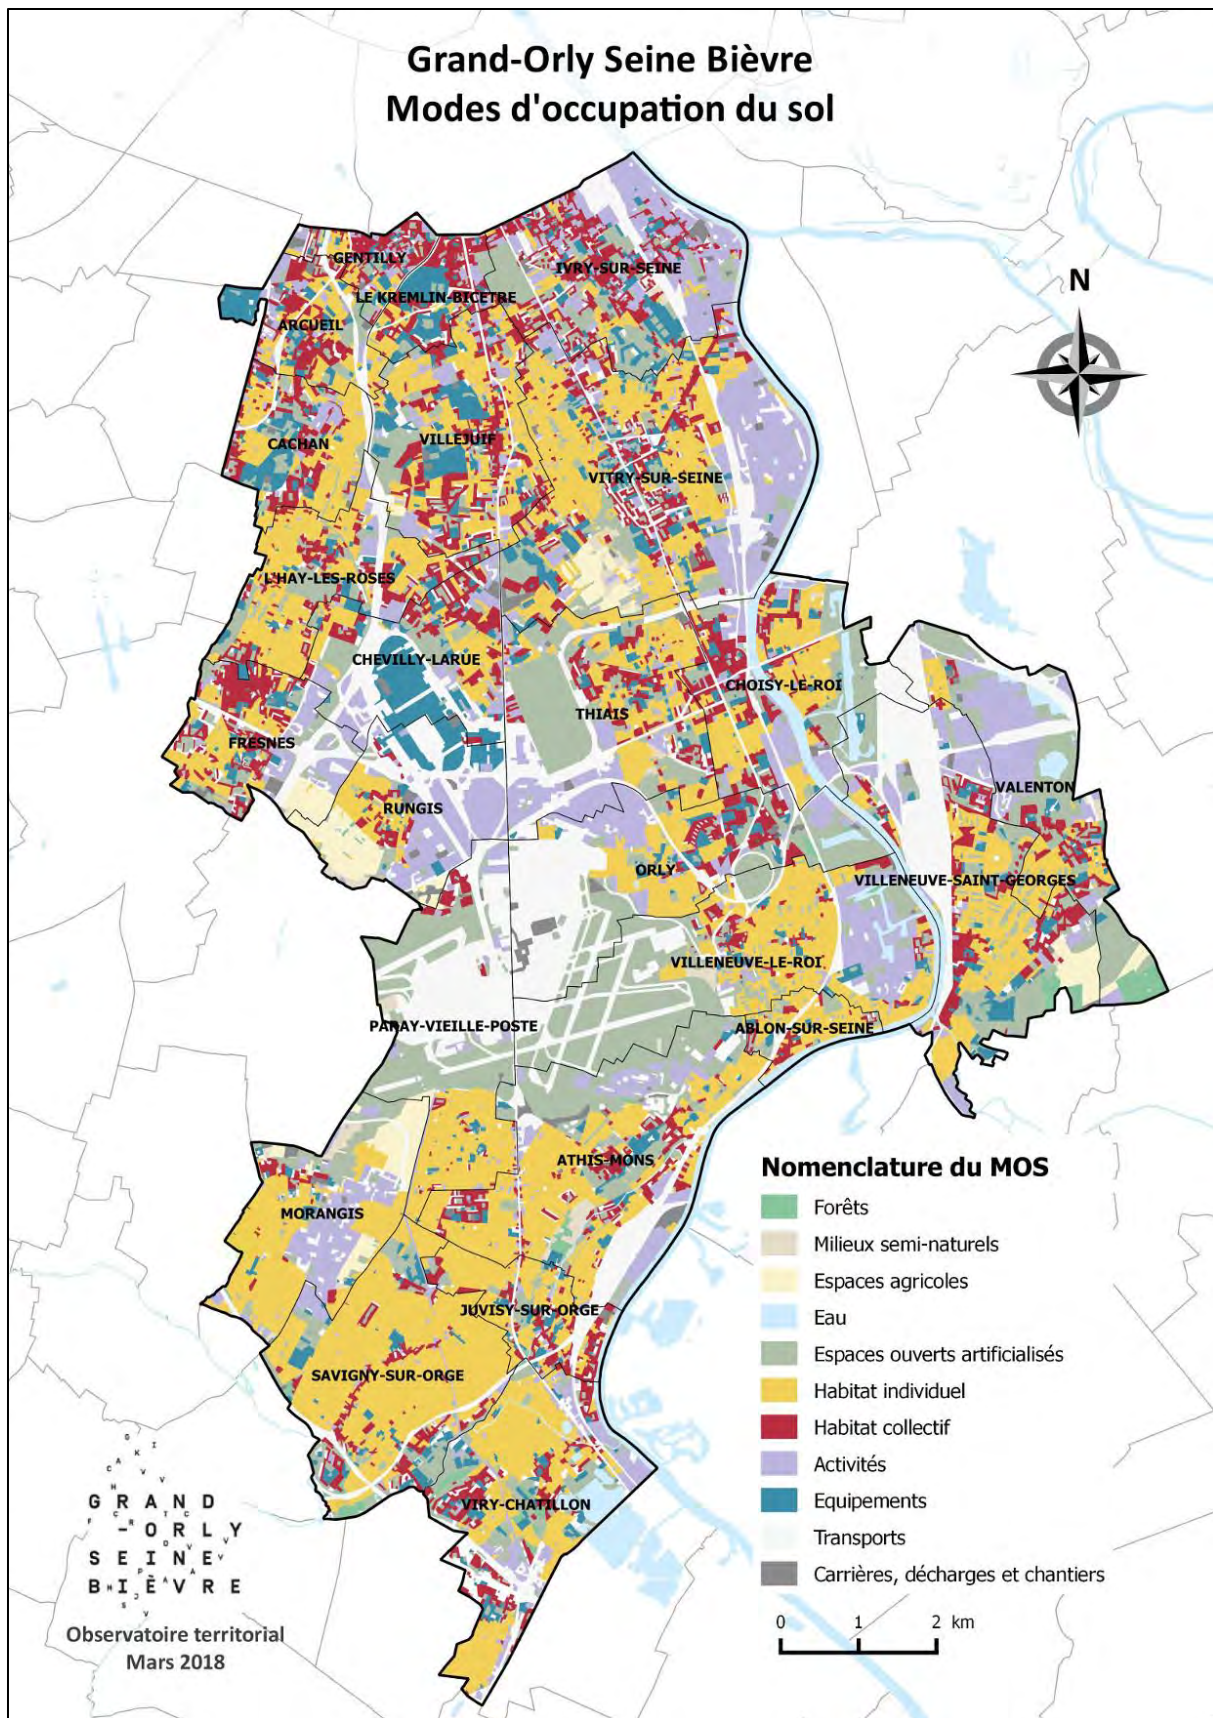 Grand-Orly Seine Bièvre
Modes d'occupation du sol
N
GENTILLY
IVRY-SUR-SEINE
LE KREMLIN-BICETRE
ARCUEIL
CACHAN
VILLEJUIF
VITRY-SUR-SEINE
L'HAY-LES-ROSES
CHEVILLY-LARUE
CHOISY-LE-ROI
THIAIS
FRESNES
VALENTON
RUNGIS
ORLY
VILLENEUVE-SAINT-GEORGES
VILLENEUVE-LE-ROI
PARAY-VIEILLE-POSTE
ABLON-SUR-SEINE
ATHIS-MONS
MORANGIS
JUVISY-SUR-ORGE
SAVIGNY-SUR-ORGE
VIRY-CHATILLON
Nomenclature du MOS
Forêts
Milieux semi-naturels
Espaces agricoles
Eau
Espaces ouverts artificialisés
Habitat individuel
Habitat collectif
Activités
Equipements
Transports
Carrières, décharges et chantiers
0 1 2 km
GRAND
-ORLY
SEINE
BIÈVRE
Observatoire territorial
Mars 2018